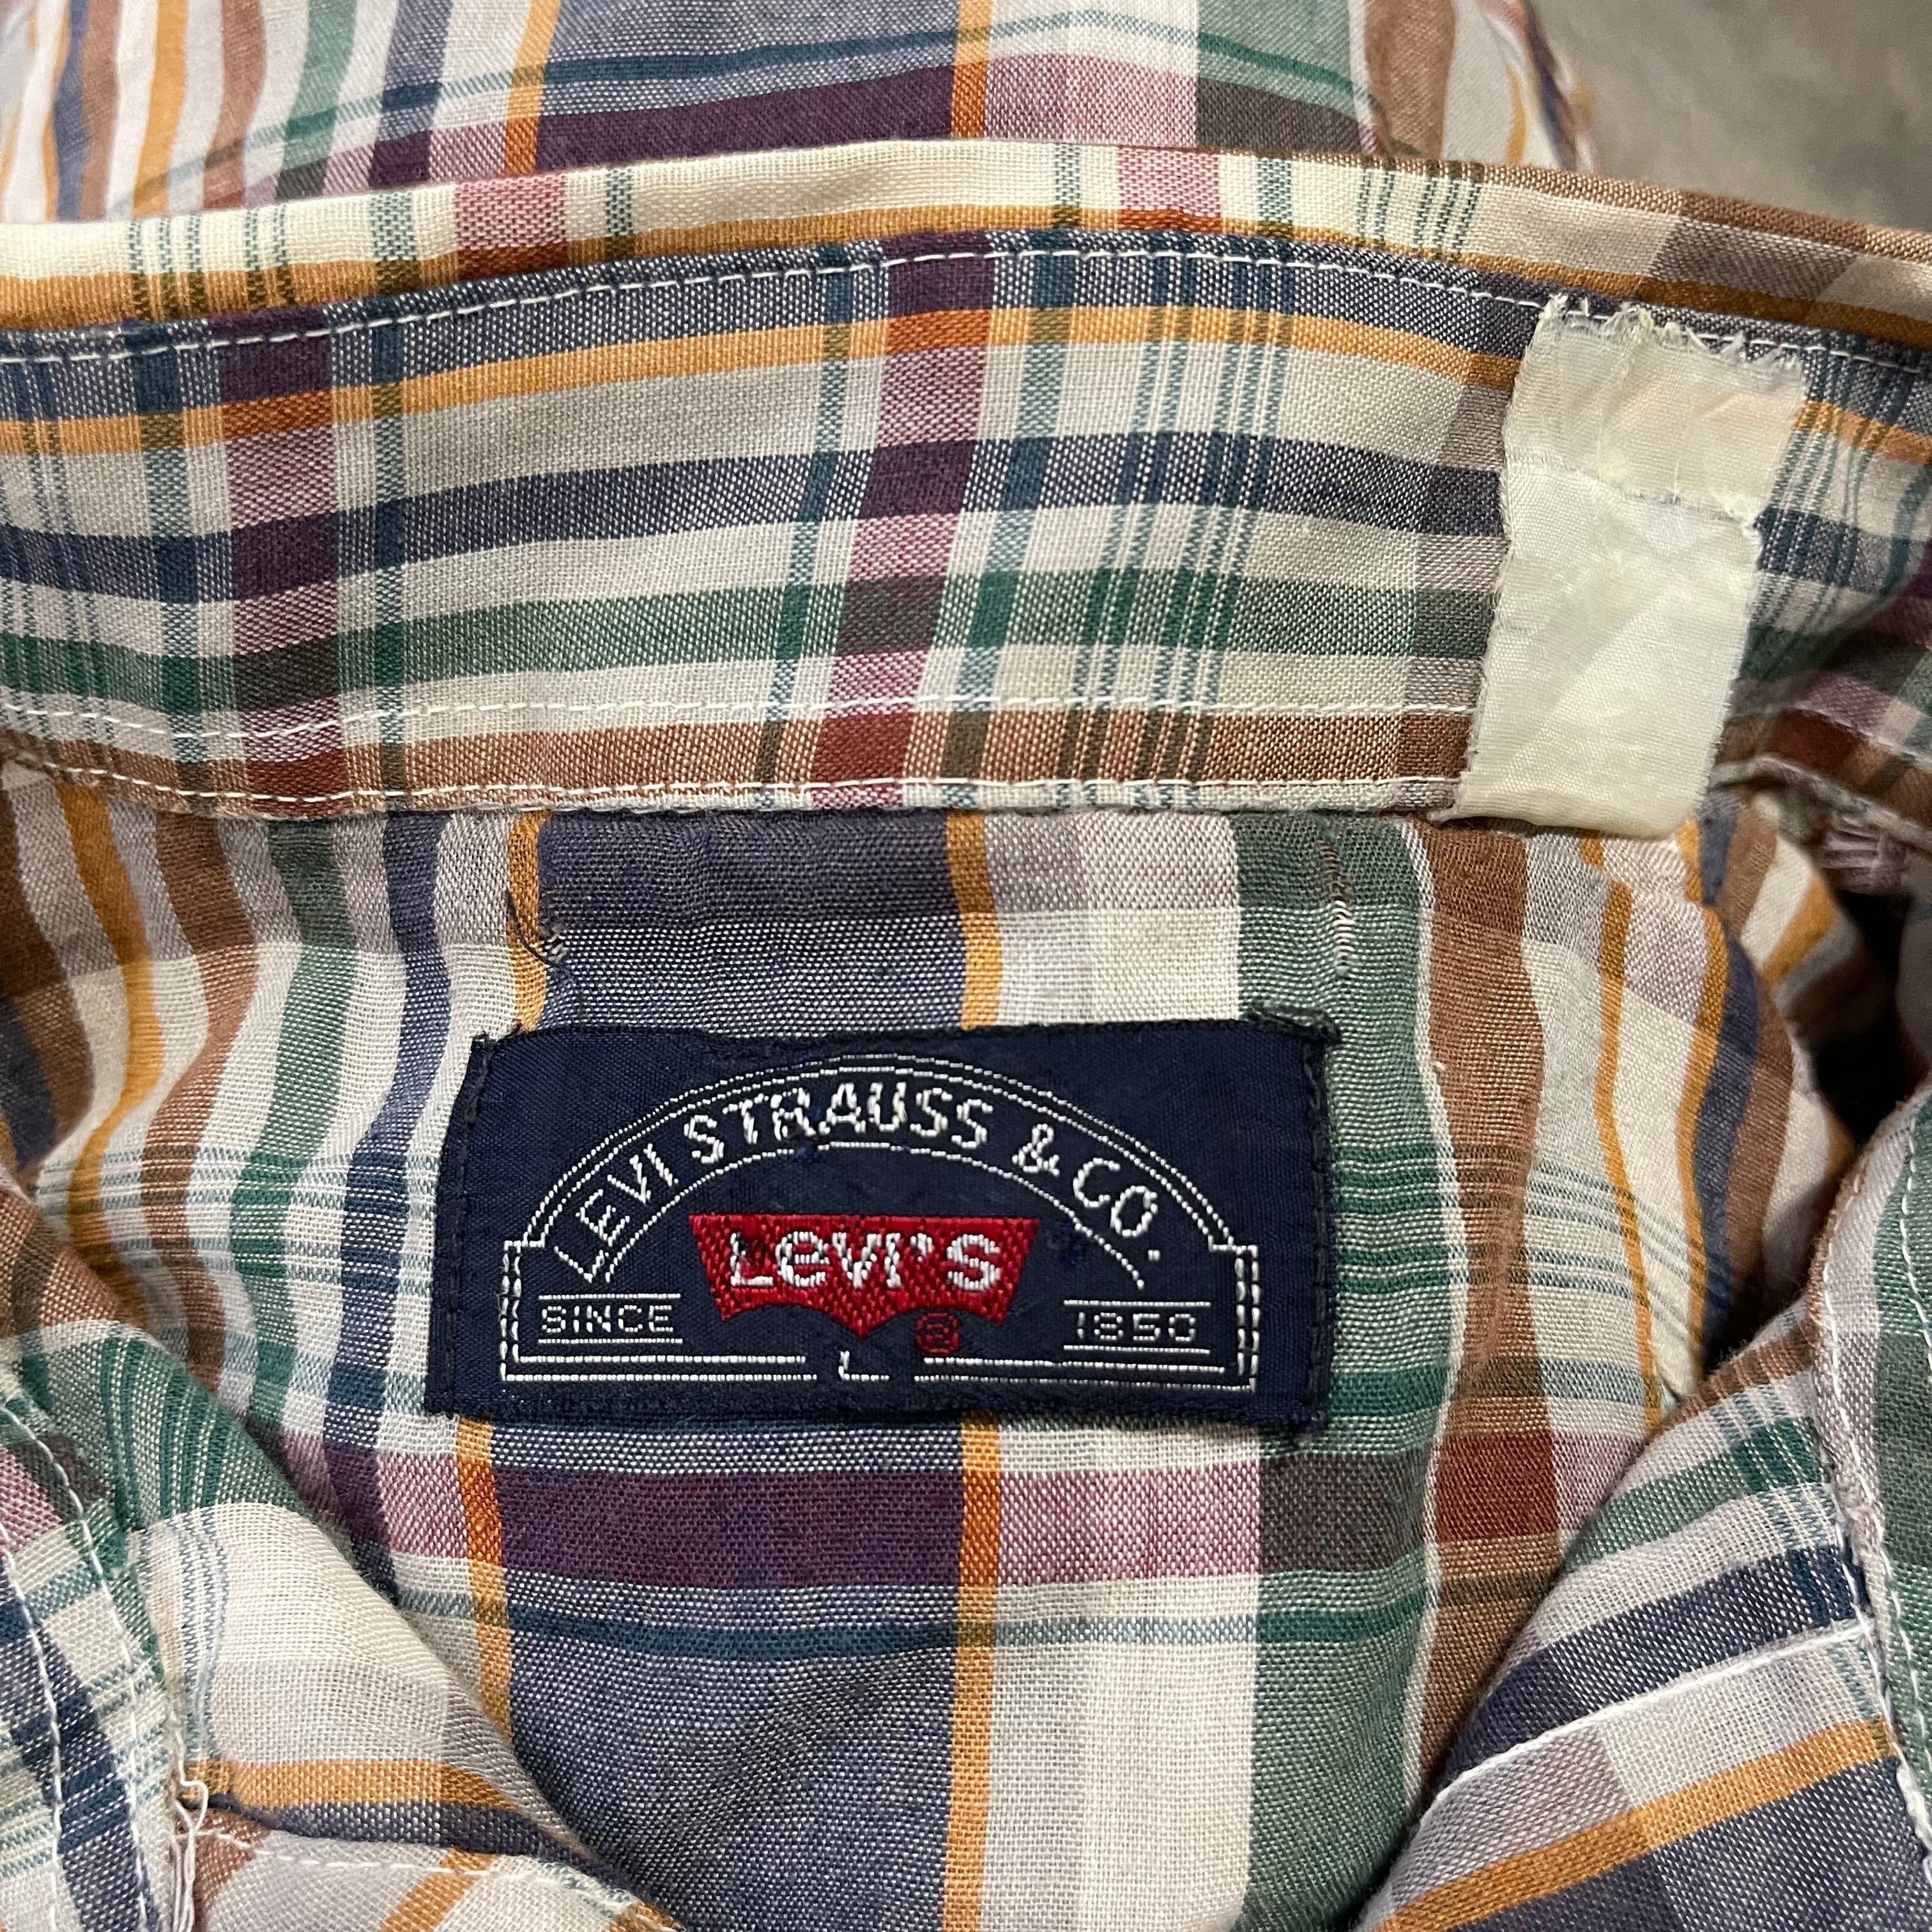 LEVI STRAUSS & CO.
Levi's ®
SINCE 1850
L